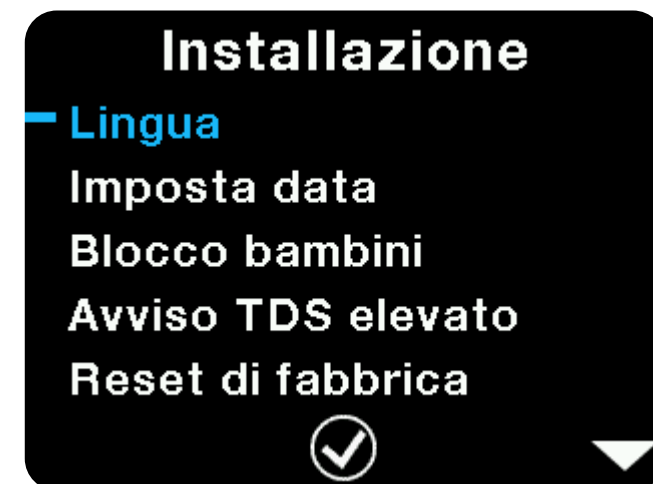 Installazione
Lingua
Imposta data
Blocco bambini
Avviso TDS elevato
Reset di fabbrica